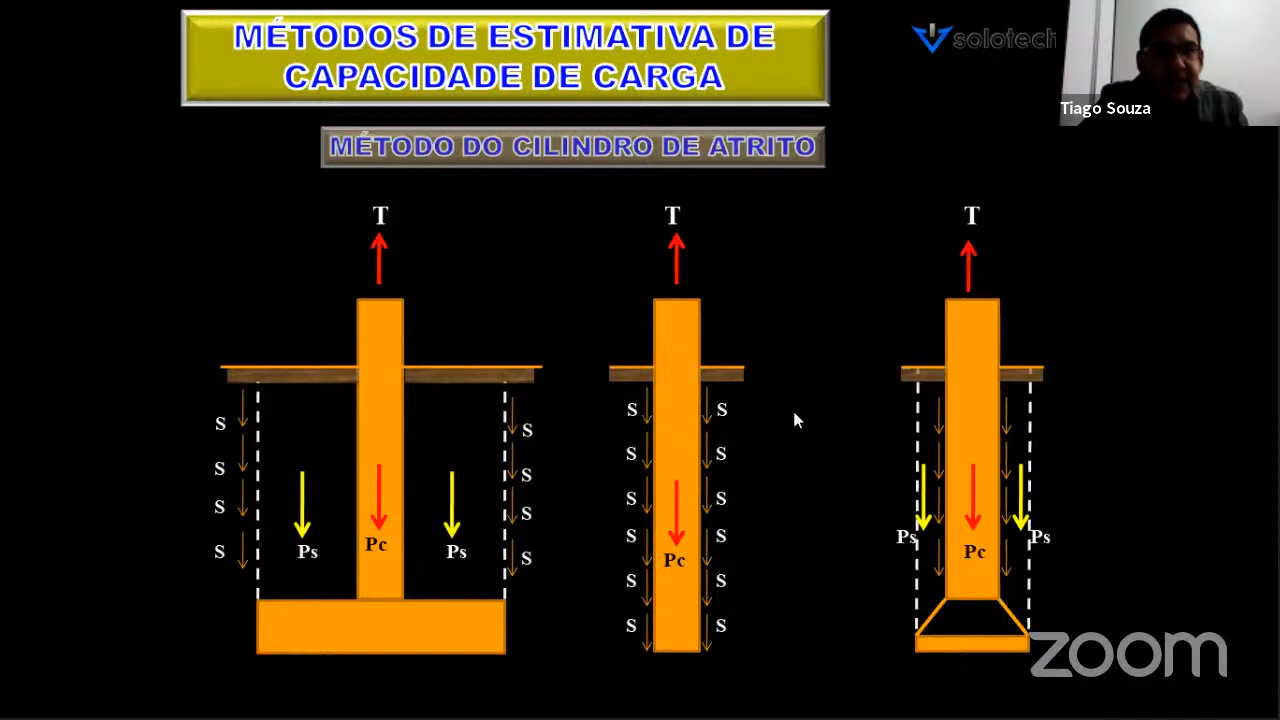 MÉTODOS DE ESTIMATIVA DE
CAPACIDADE DE CARGA
solotech
Tiago Souza
MÉTODO DO CILINDRO DE ATRITO
T
T
T
S
S
S
S
S
S
S
S
Ps
Pc
Ps
S
S
S
S
S
S
S
S
S
S
S
S
Pc
Ps
Pc
Ps
zoom